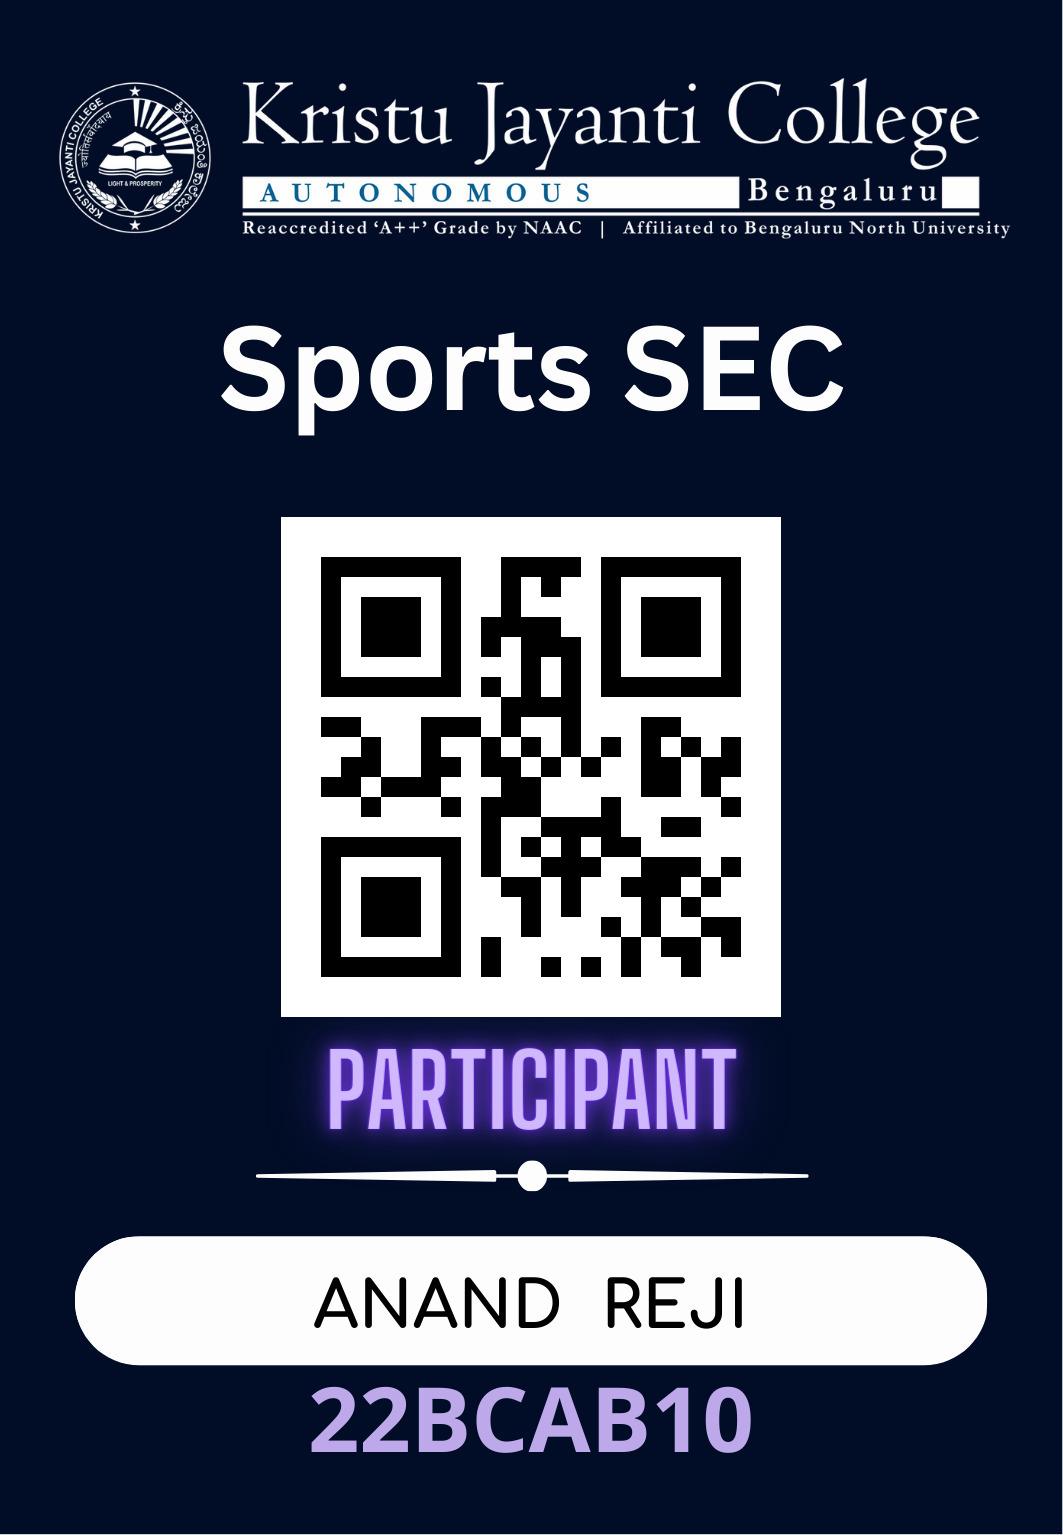 KRISTU JAYANTI COLLEGE
ज्योतिसंवादयाय
LIGHT & PROSPERITY
Kristu Jayanti College
AUTONOMOUS Bengaluru
Reaccredited ‘A++’ Grade by NAAC | Affiliated to Bengaluru North University
Sports SEC
PARTICIPANT
ANAND REJI
22BCAB10